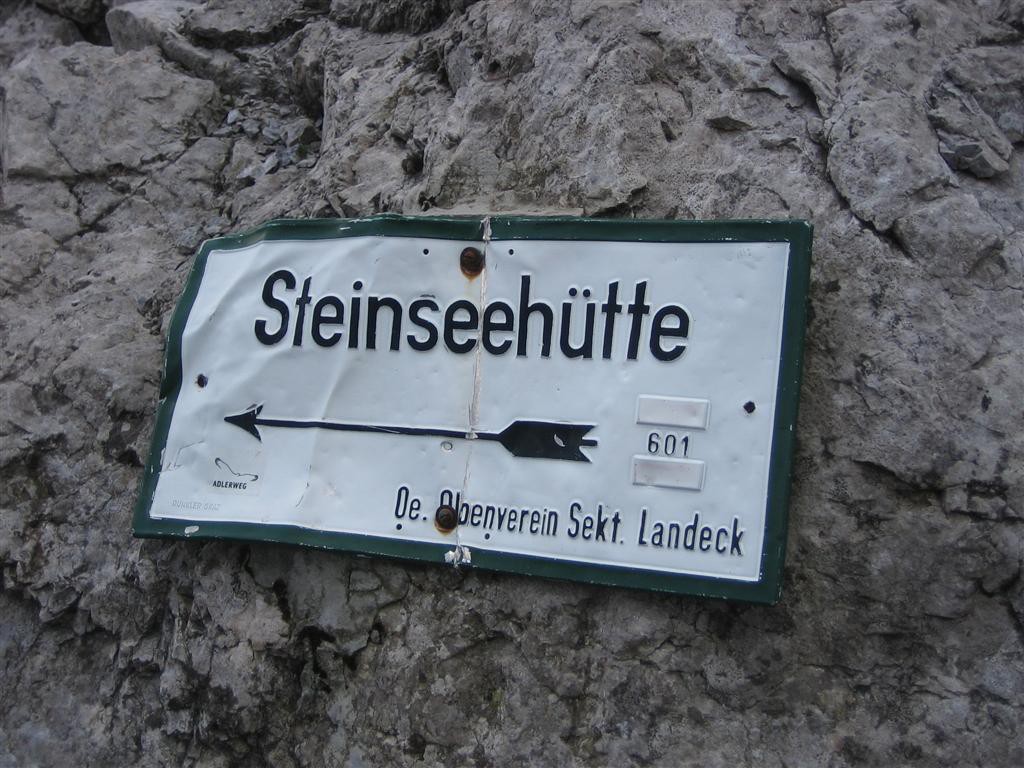 Steinseehütte
601
ADLERWEG
Oe. Alpenverein Sekt. Landeck